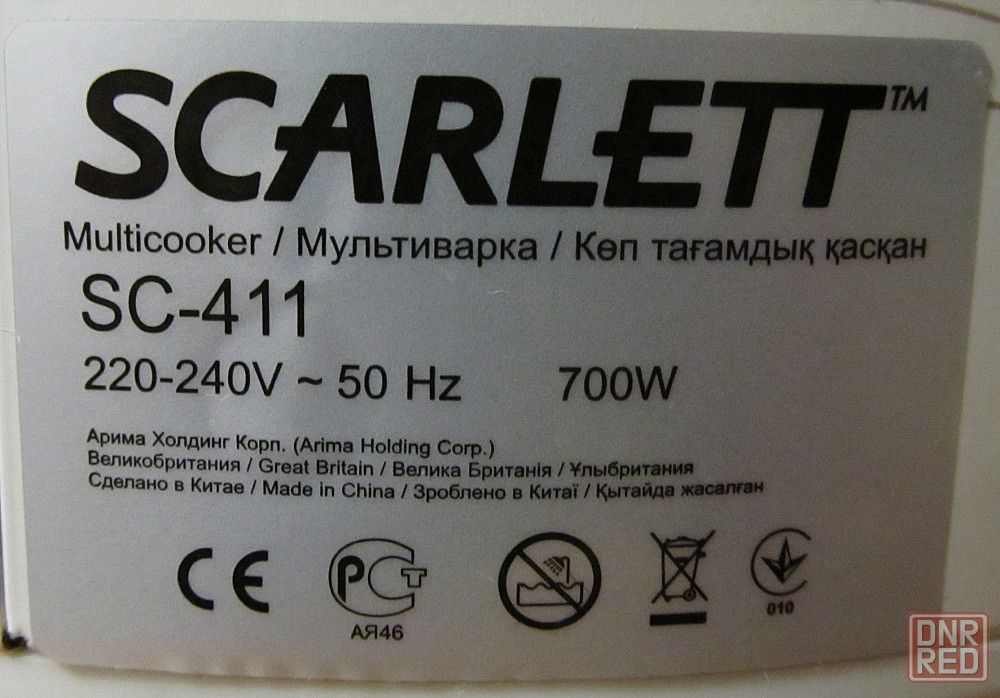 SCARLETT™
Multicooker / Мультиварка / Көп тағамдық қасқан
SC-411
220-240V ~ 50 Hz 700W
Арима Холдинг Корп. (Arima Holding Corp.)
Великобритания / Great Britain / Велика Британія / Ұлыбритания
Сделано в Китае / Made in China / Зроблено в Китаї / Қытайда жасалған
CE РСТ
АЯ46 010
DNR
RED